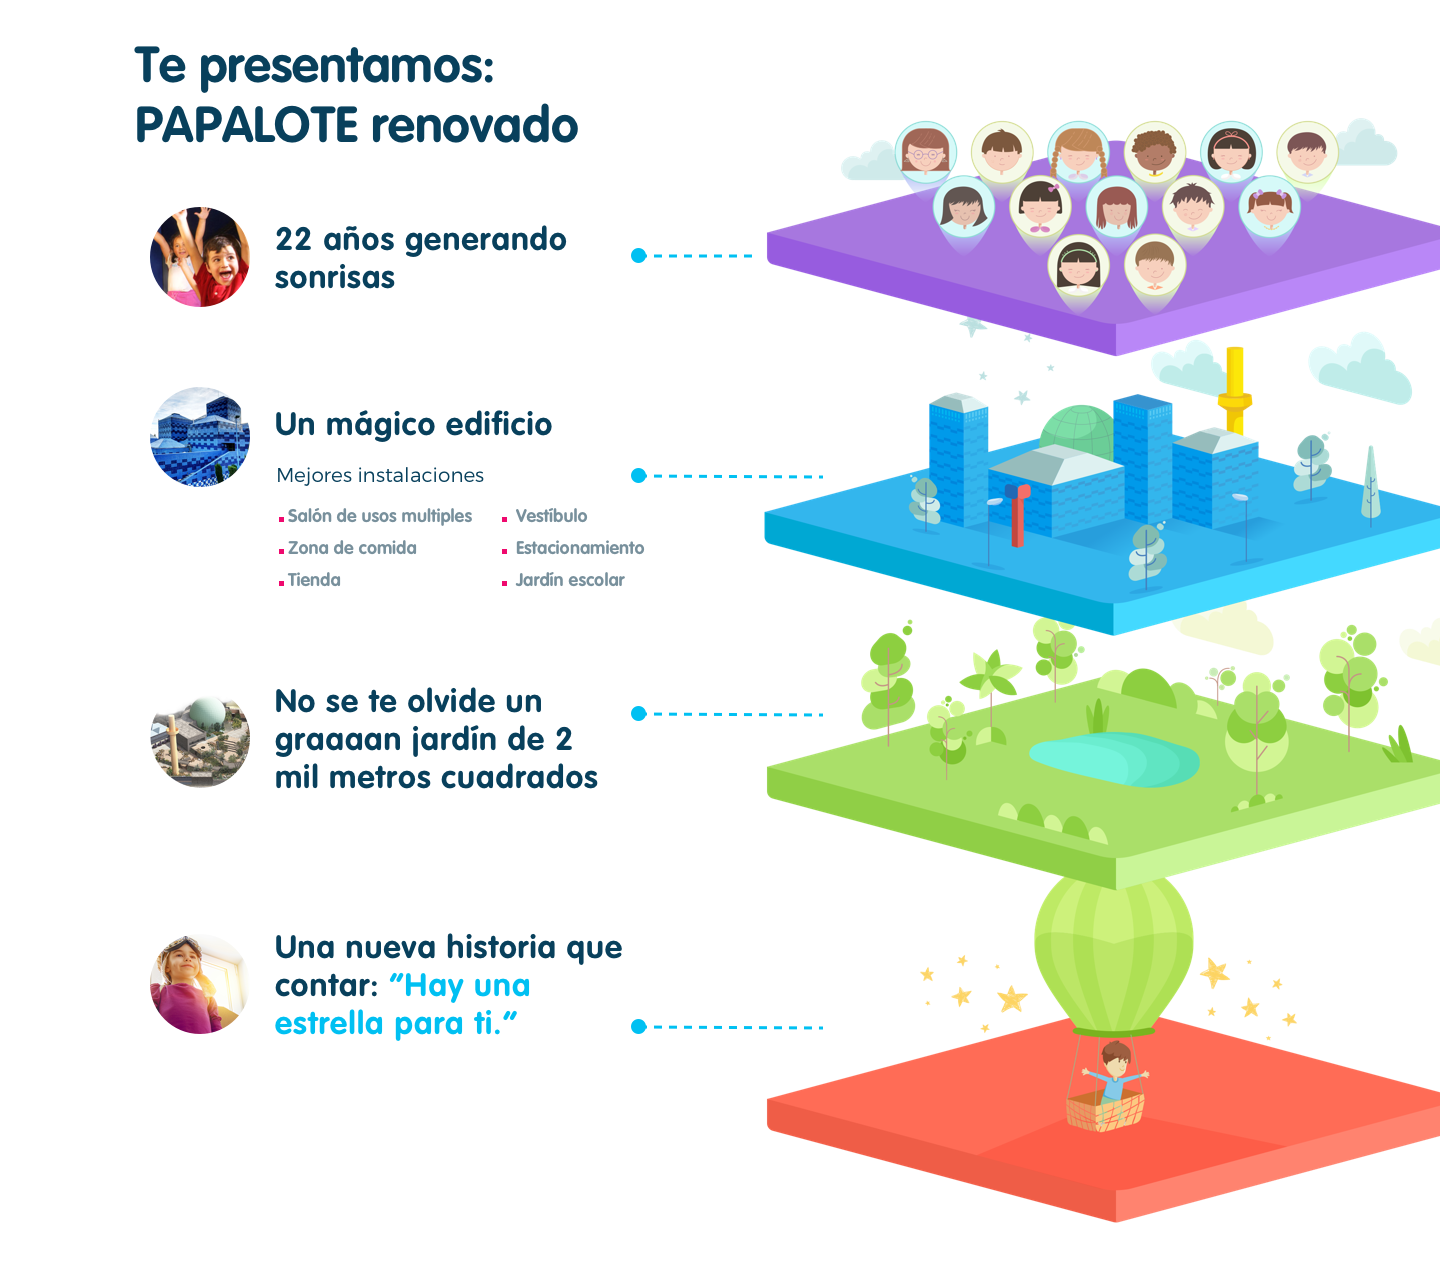 Te presentamos:
PAPALOTE renovado
22 años generando
sonrisas
Un mágico edificio
Mejores instalaciones
Salón de usos multiples
Zona de comida
Tienda
Vestíbulo
Estacionamiento
Jardín escolar
No se te olvide un
graaaan jardín de 2
mil metros cuadrados
Una nueva historia que
contar: "Hay una
estrella para ti."